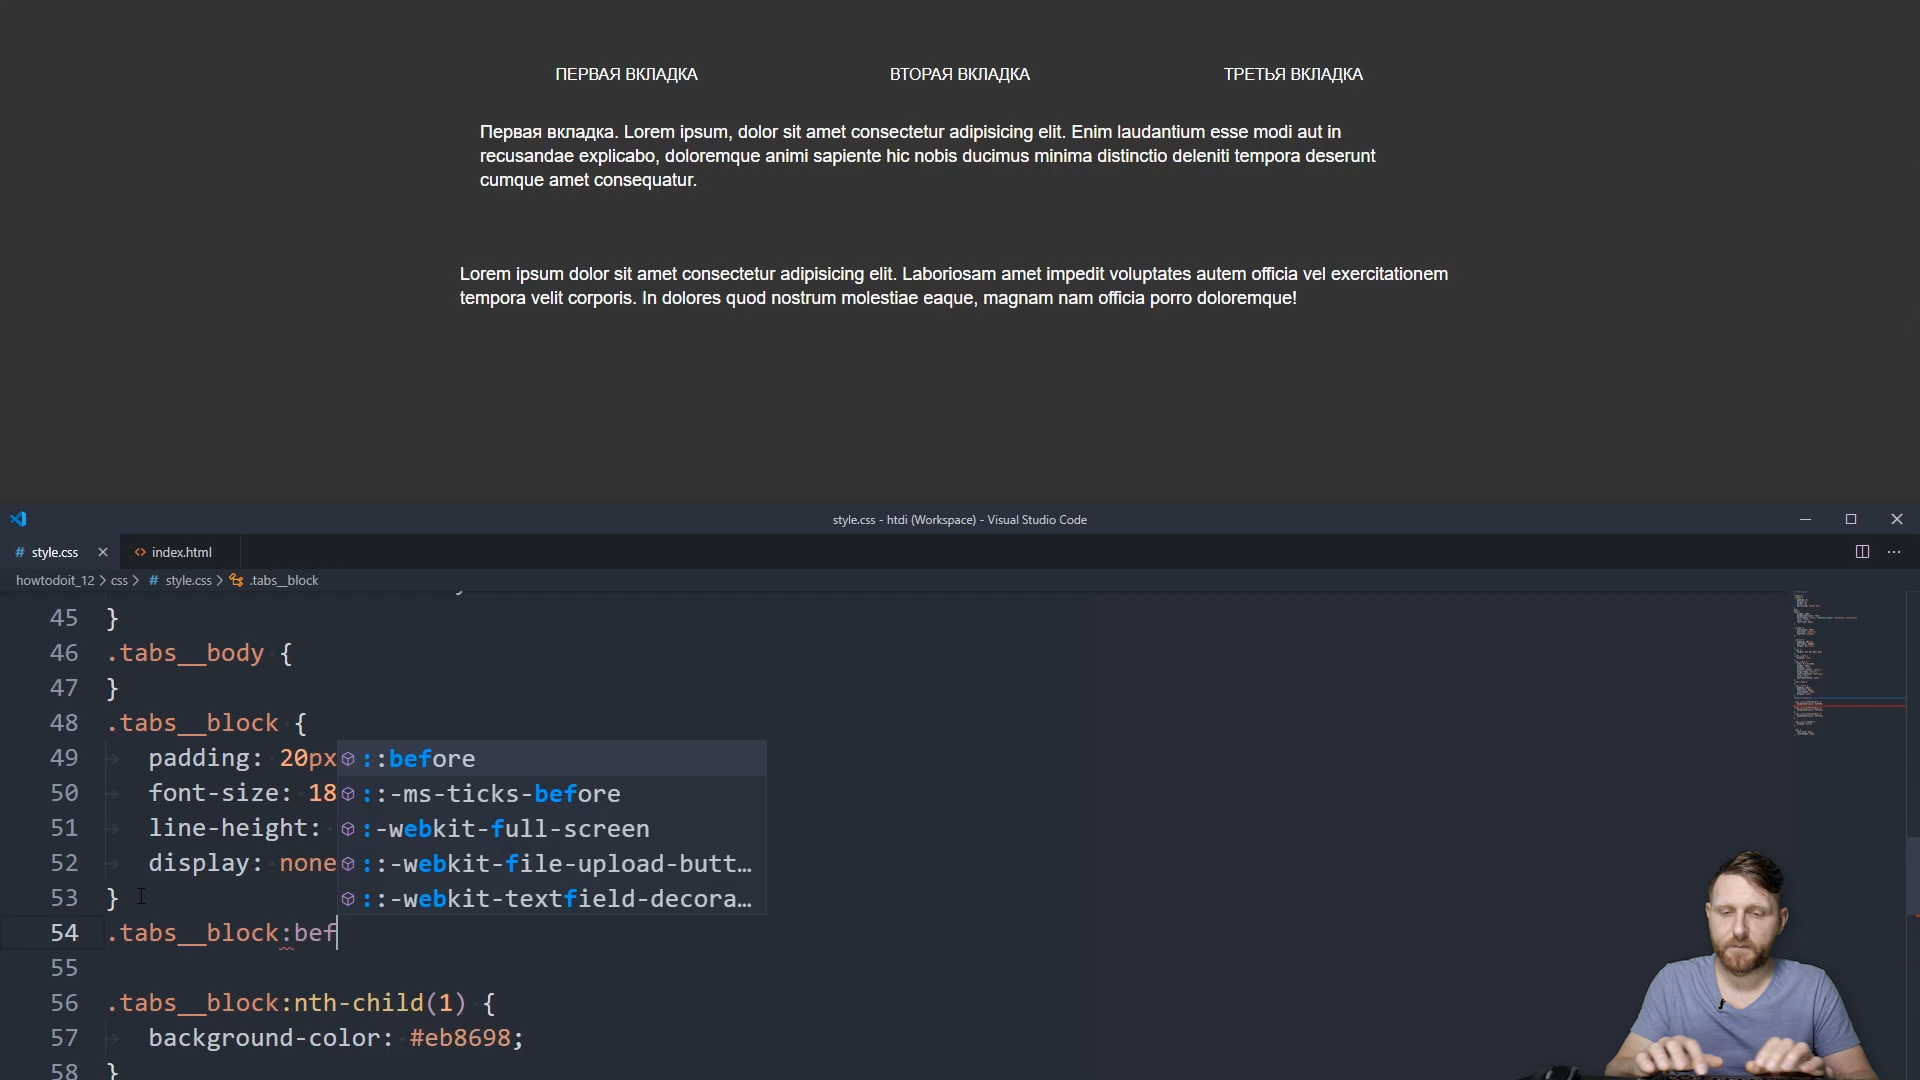 ПЕРВАЯ ВКЛАДКА ВТОРАЯ ВКЛАДКА ТРЕТЬЯ ВКЛАДКА
Первая вкладка. Lorem ipsum, dolor sit amet consectetur adipisicing elit. Enim laudantium esse modi aut in
recusandae explicabo, doloremque animi sapiente hic nobis ducimus minima distinctio deleniti tempora deserunt
cumque amet consequatur.
Lorem ipsum dolor sit amet consectetur adipisicing elit. Laboriosam amet impedit voluptates autem officia vel exercitationem
tempora velit corporis. In dolores quod nostrum molestiae eaque, magnam nam officia porro doloremque!
style.css - htdi (Workspace) - Visual Studio Code
# style.css index.html
howtodoit_12 > css > # style.css > .tabs__block
45 }
46 .tabs__body {
47 }
48 .tabs__block {
49 padding: 20px
50 font-size: 18
51 line-height:
52 display: none
53 }
54 .tabs__block:bef
55
56 .tabs__block:nth-child(1) {
57 background-color: #eb8698;
58 }
::before
::-ms-ticks-before
:-webkit-full-screen
::-webkit-file-upload-butt…
::-webkit-textfield-decora…